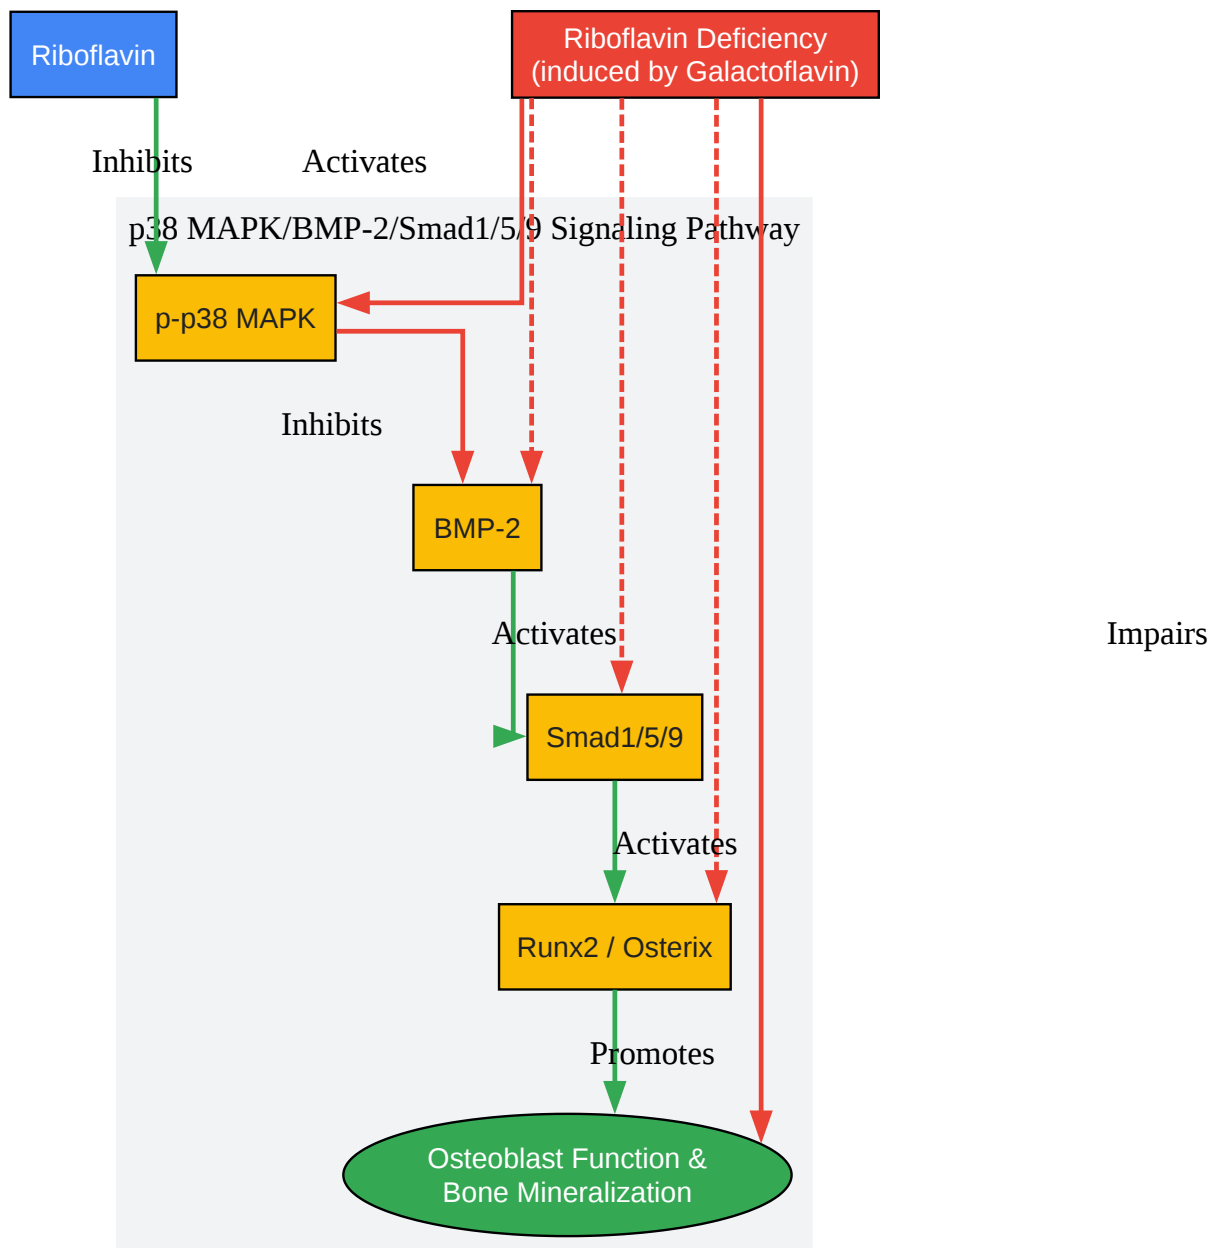 Riboflavin
Riboflavin Deficiency
(induced by Galactoflavin)
Inhibits
Activates
p38 MAPK/BMP-2/Smad1/5/9 Signaling Pathway
p-p38 MAPK
Inhibits
BMP-2
Activates
Impairs
Smad1/5/9
Activates
Runx2 / Osterix
Promotes
Osteoblast Function &
Bone Mineralization